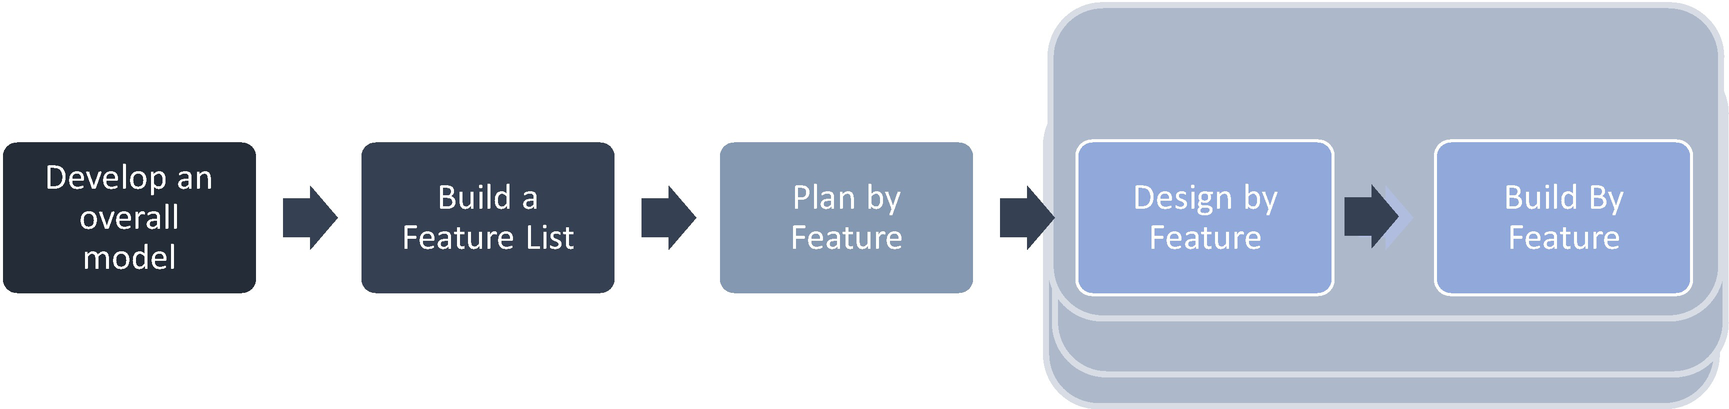 Develop an
overall
model
Build a
Feature List
Plan by
Feature
Design by
Feature
Build By
Feature